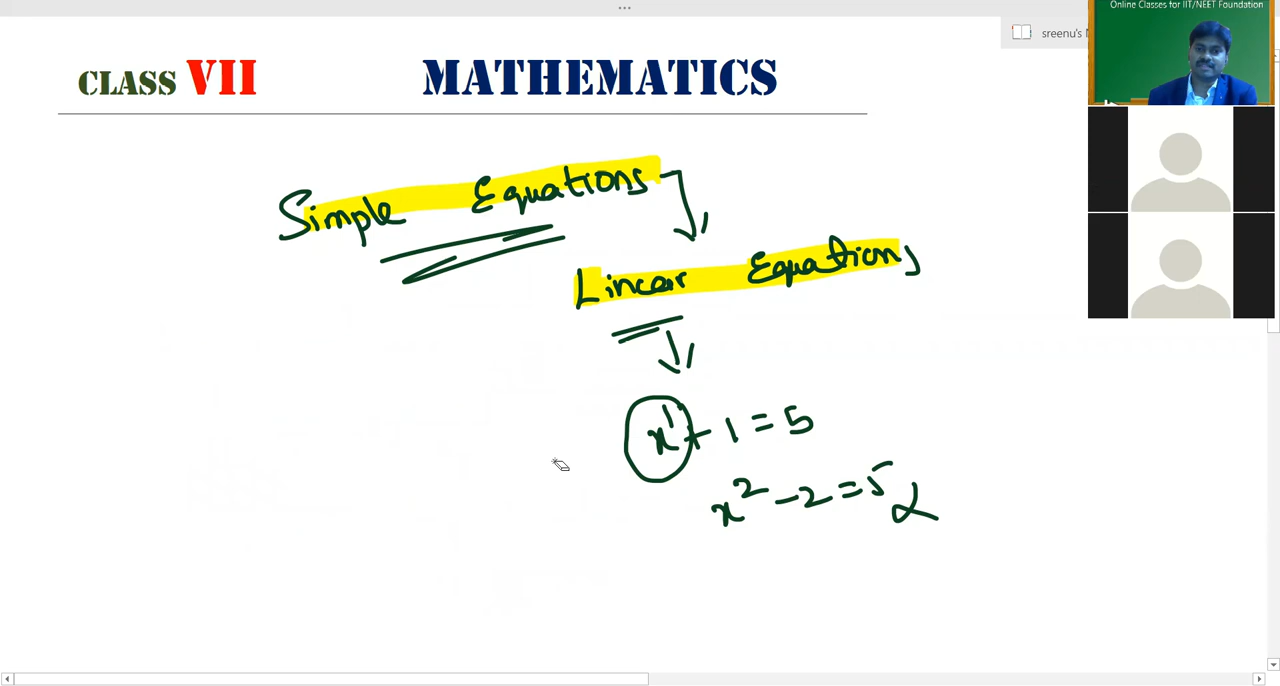 Online Classes for IIT/NEET Foundation
sreenu's
CLASS VII MATHEMATICS
Simple Equations
Linear Equations
x¹ + 1 = 5
x² - 2 = 5